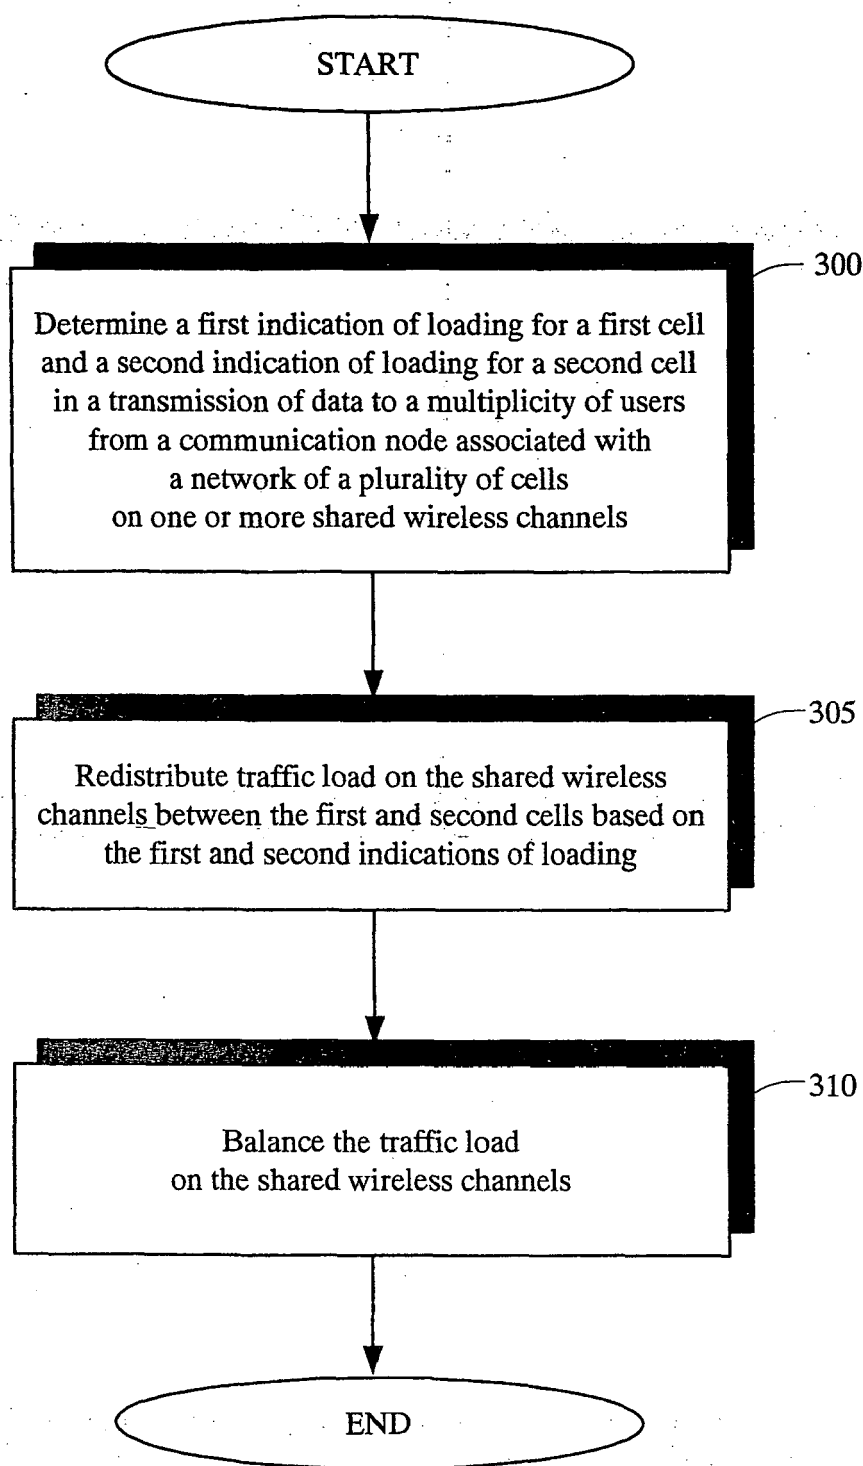 START
300
Determine a first indication of loading for a first cell
and a second indication of loading for a second cell
in a transmission of data to a multiplicity of users
from a communication node associated with
a network of a plurality of cells
on one or more shared wireless channels
305
Redistribute traffic load on the shared wireless
channels between the first and second cells based on
the first and second indications of loading
310
Balance the traffic load
on the shared wireless channels
END